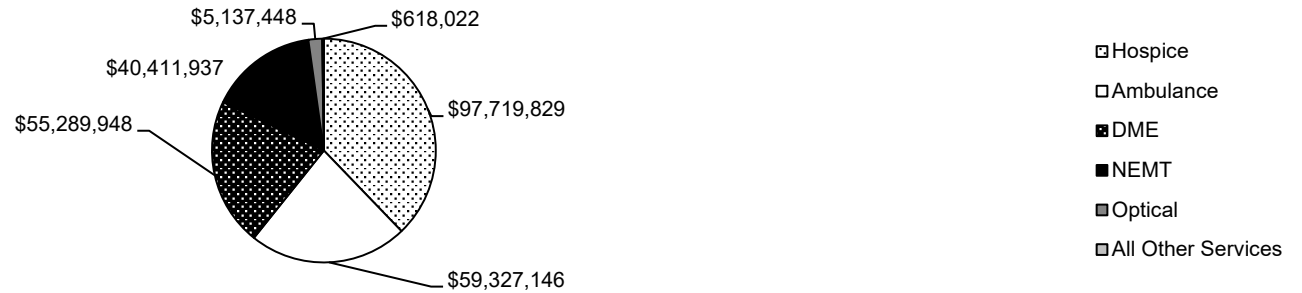 $5,137,448
$618,022
$40,411,937
$97,719,829
$55,289,948
$59,327,146
Hospice
Ambulance
DME
NEMT
Optical
All Other Services